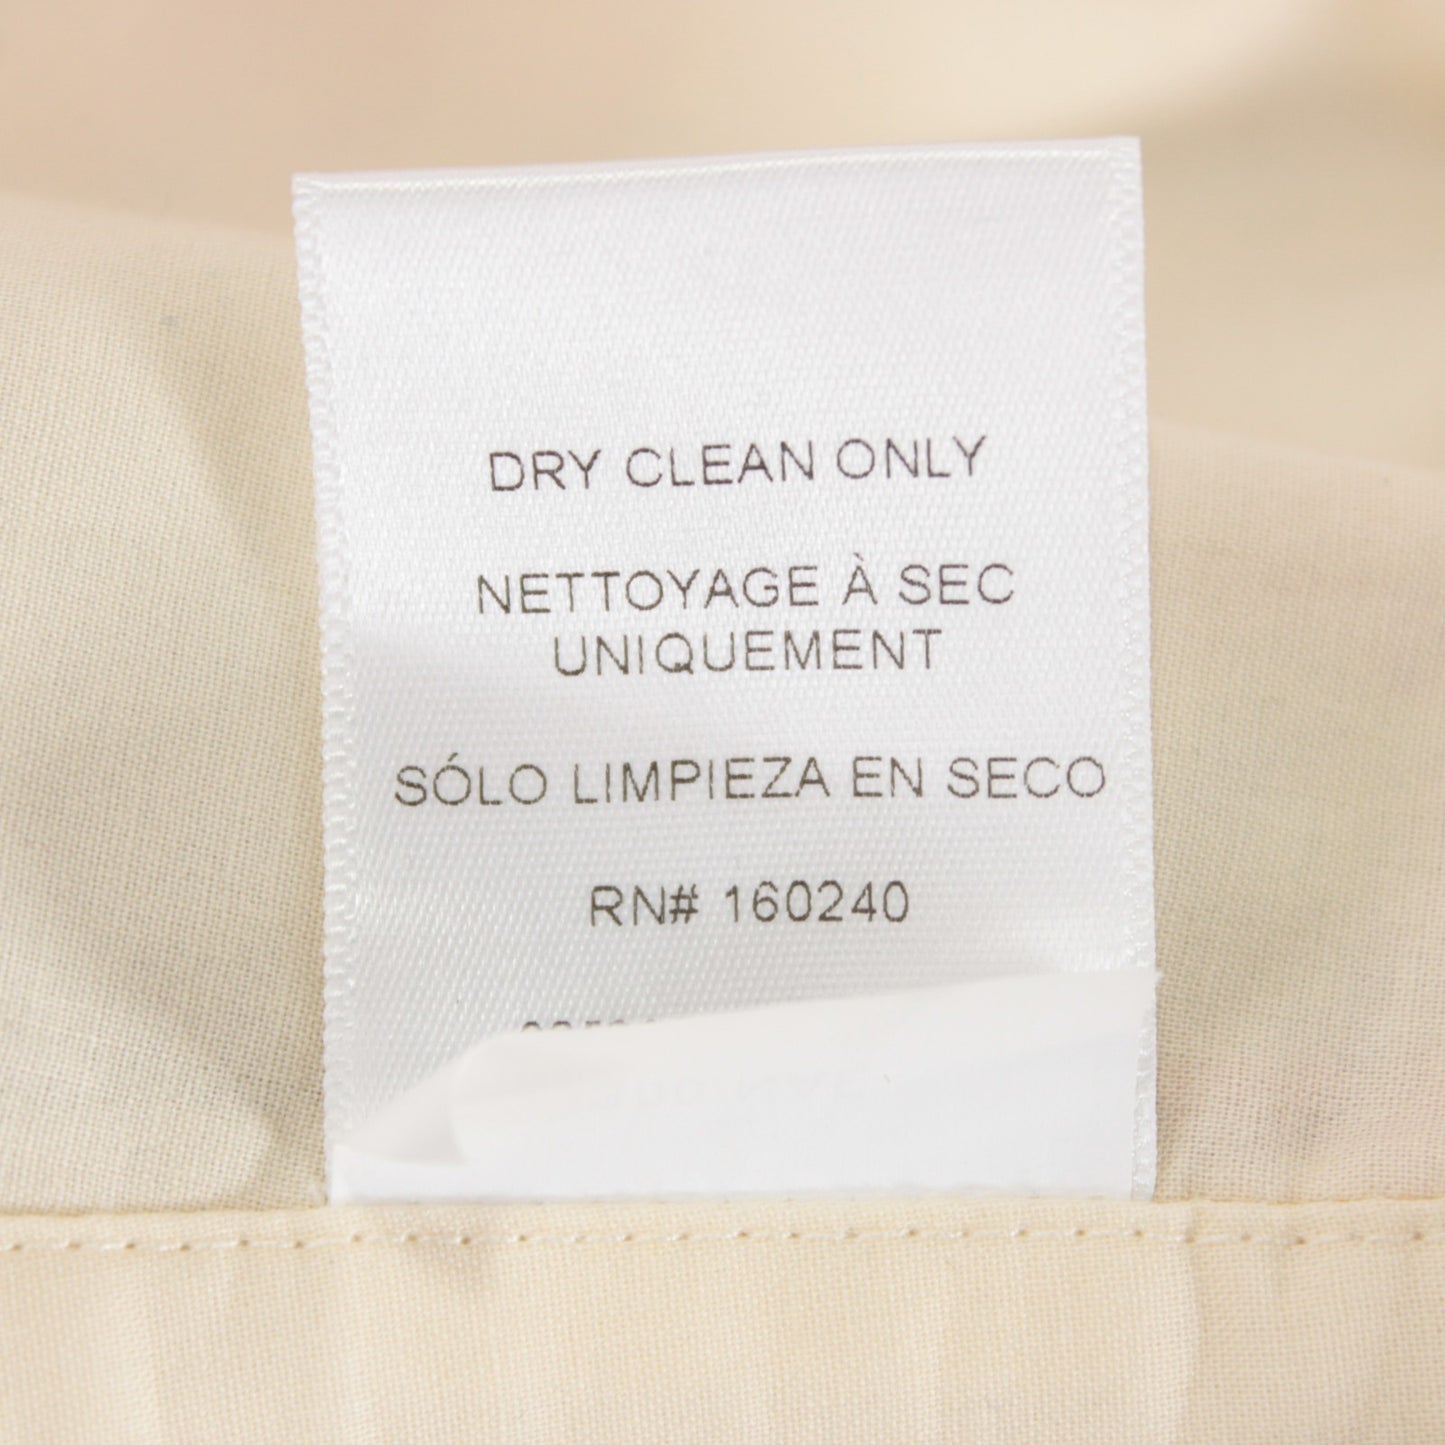 DRY CLEAN ONLY
NETTOYAGE À SEC
UNIQUEMENT
SÓLO LIMPIEZA EN SECO
RN# 160240